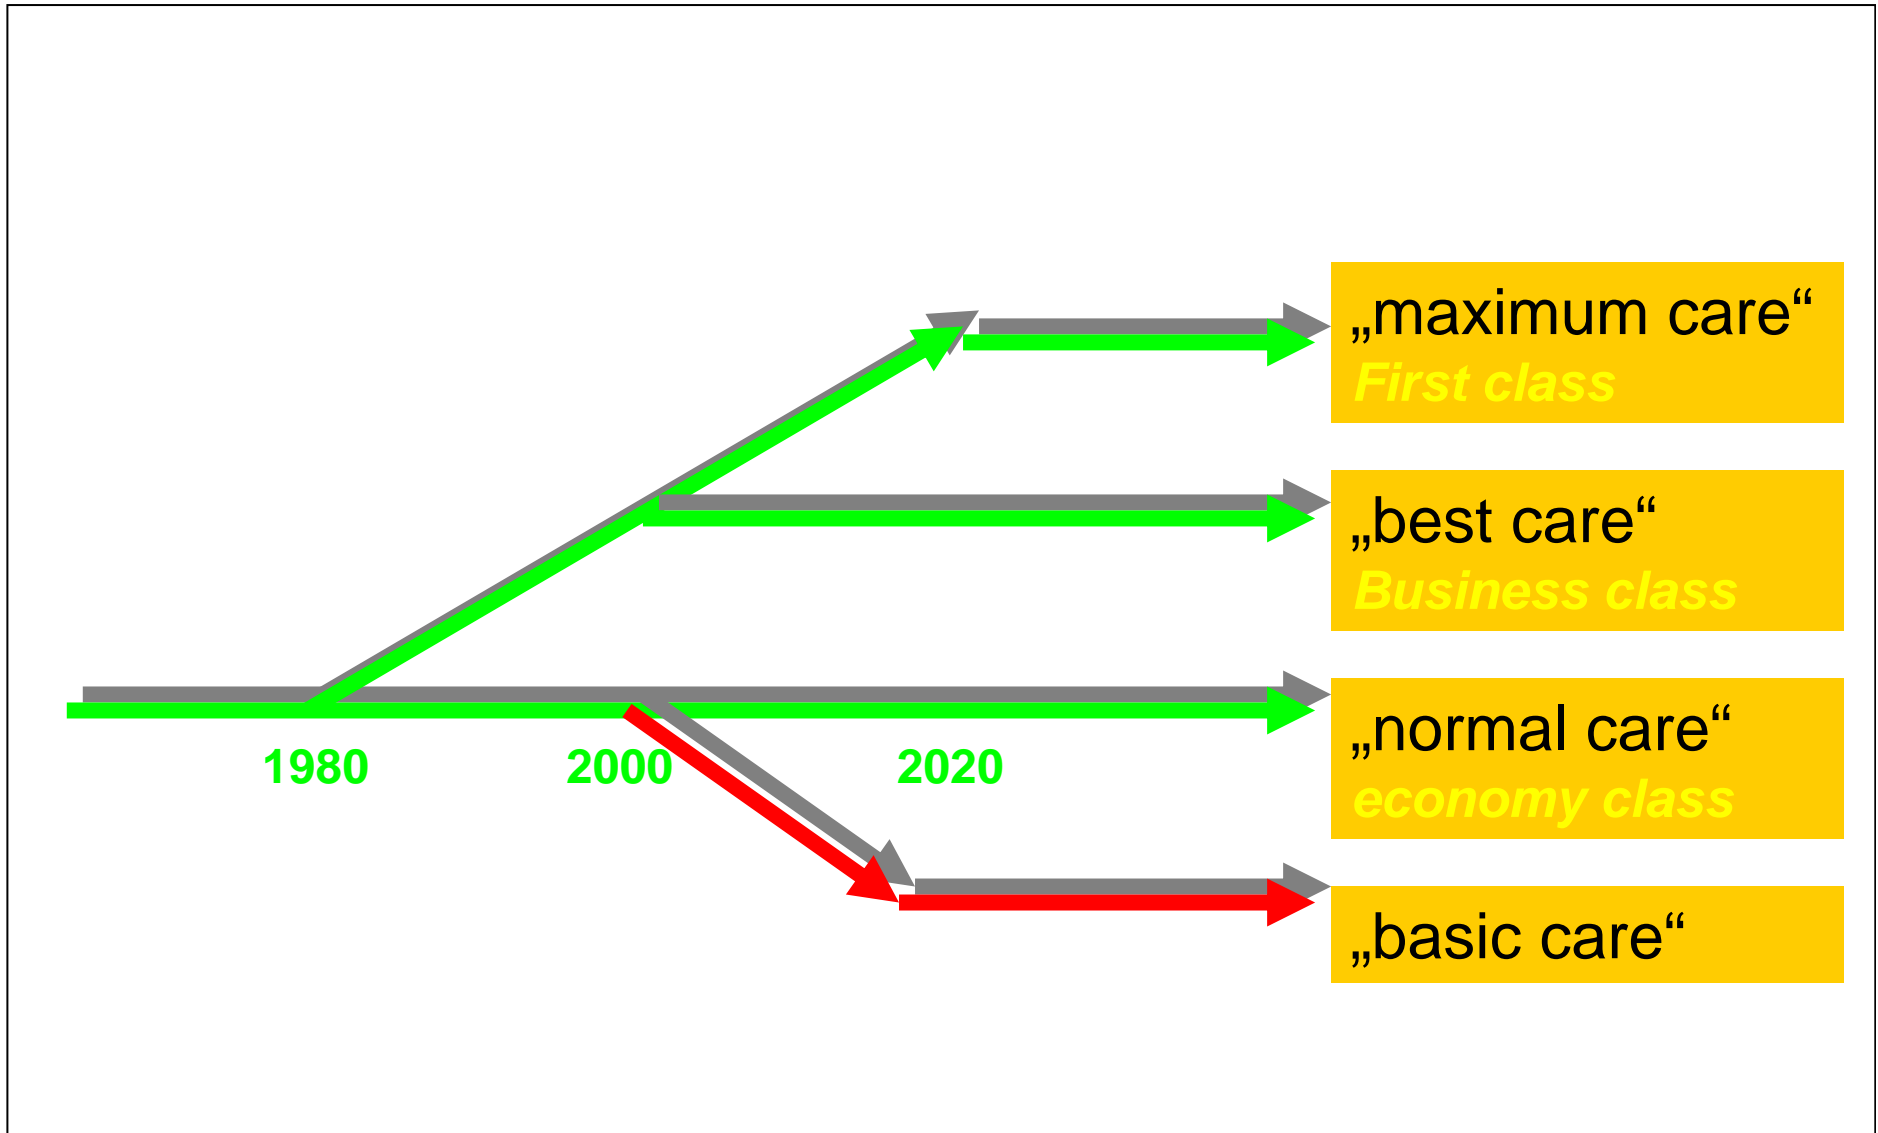 „maximum care“
First class
„best care“
Business class
„normal care“
economy class
1980 2000 2020
„basic care“